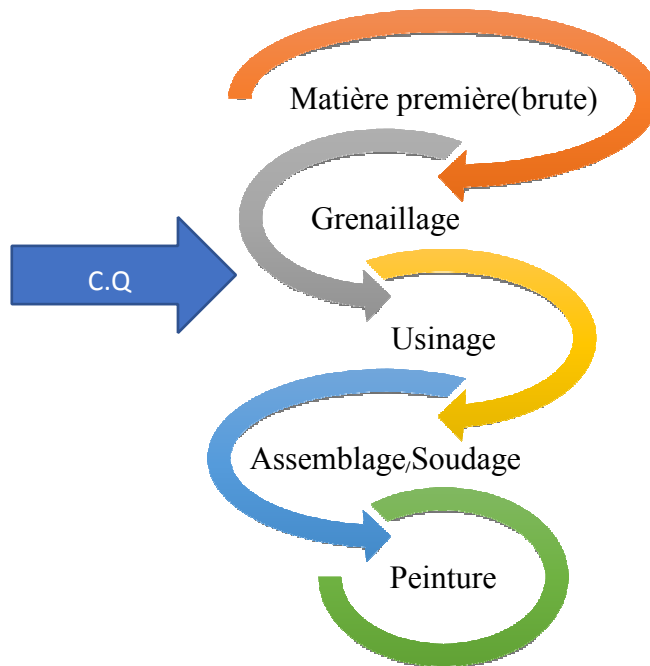 Matière première(brute)
Grenaillage
C.Q
Usinage
Assemblage/Soudage
Peinture